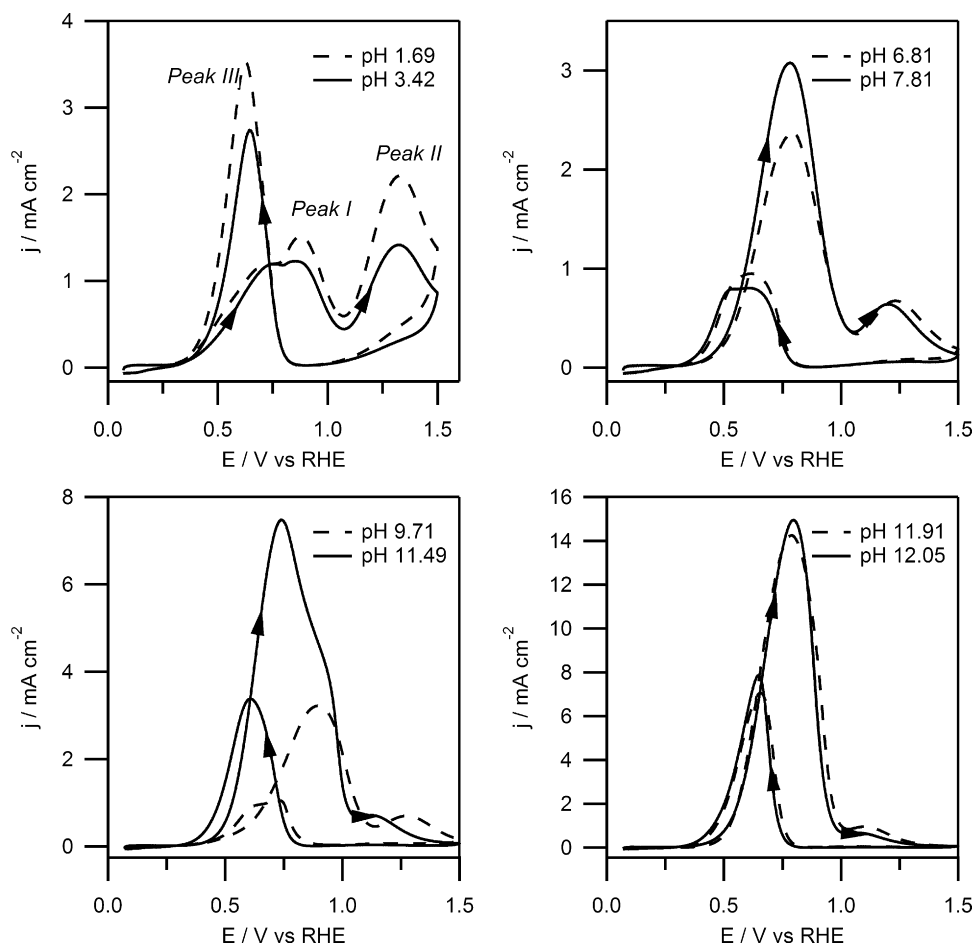 4
3
2
1
0
j / mA cm-2
Peak III
Peak I
Peak II
pH 1.69
pH 3.42
0.0
0.5
1.0
1.5
E / V vs RHE
3
2
1
0
j / mA cm-2
pH 6.81
pH 7.81
0.0
0.5
1.0
1.5
E / V vs RHE
8
6
4
2
0
j / mA cm-2
pH 9.71
pH 11.49
0.0
0.5
1.0
1.5
E / V vs RHE
16
14
12
10
8
6
4
2
0
j / mA cm-2
pH 11.91
pH 12.05
0.0
0.5
1.0
1.5
E / V vs RHE